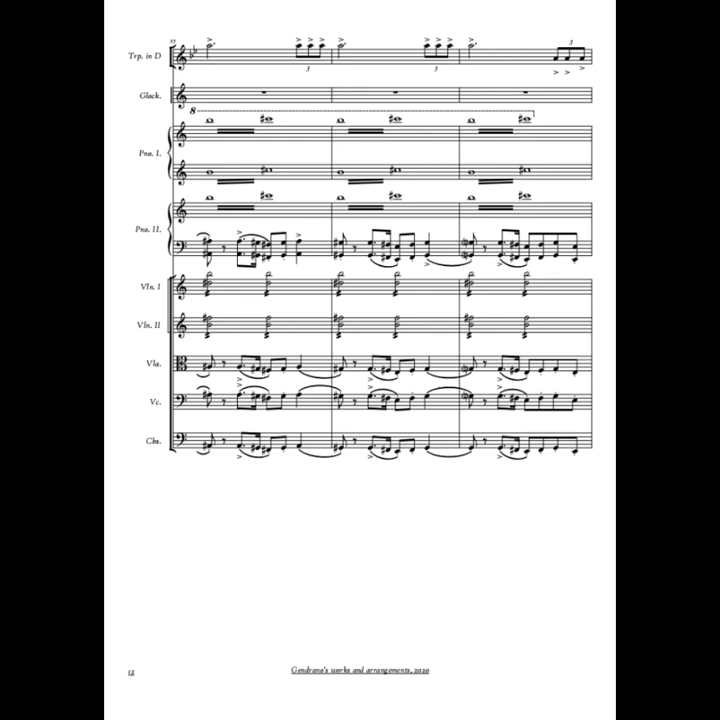 37
Trp. in D
3
3
3
Glock.
8
Pno. I.
Pno. II.
Vln. I
Vln. II
Vla.
Vc.
Cbs.
12
Gendrano's works and arrangements, 2020